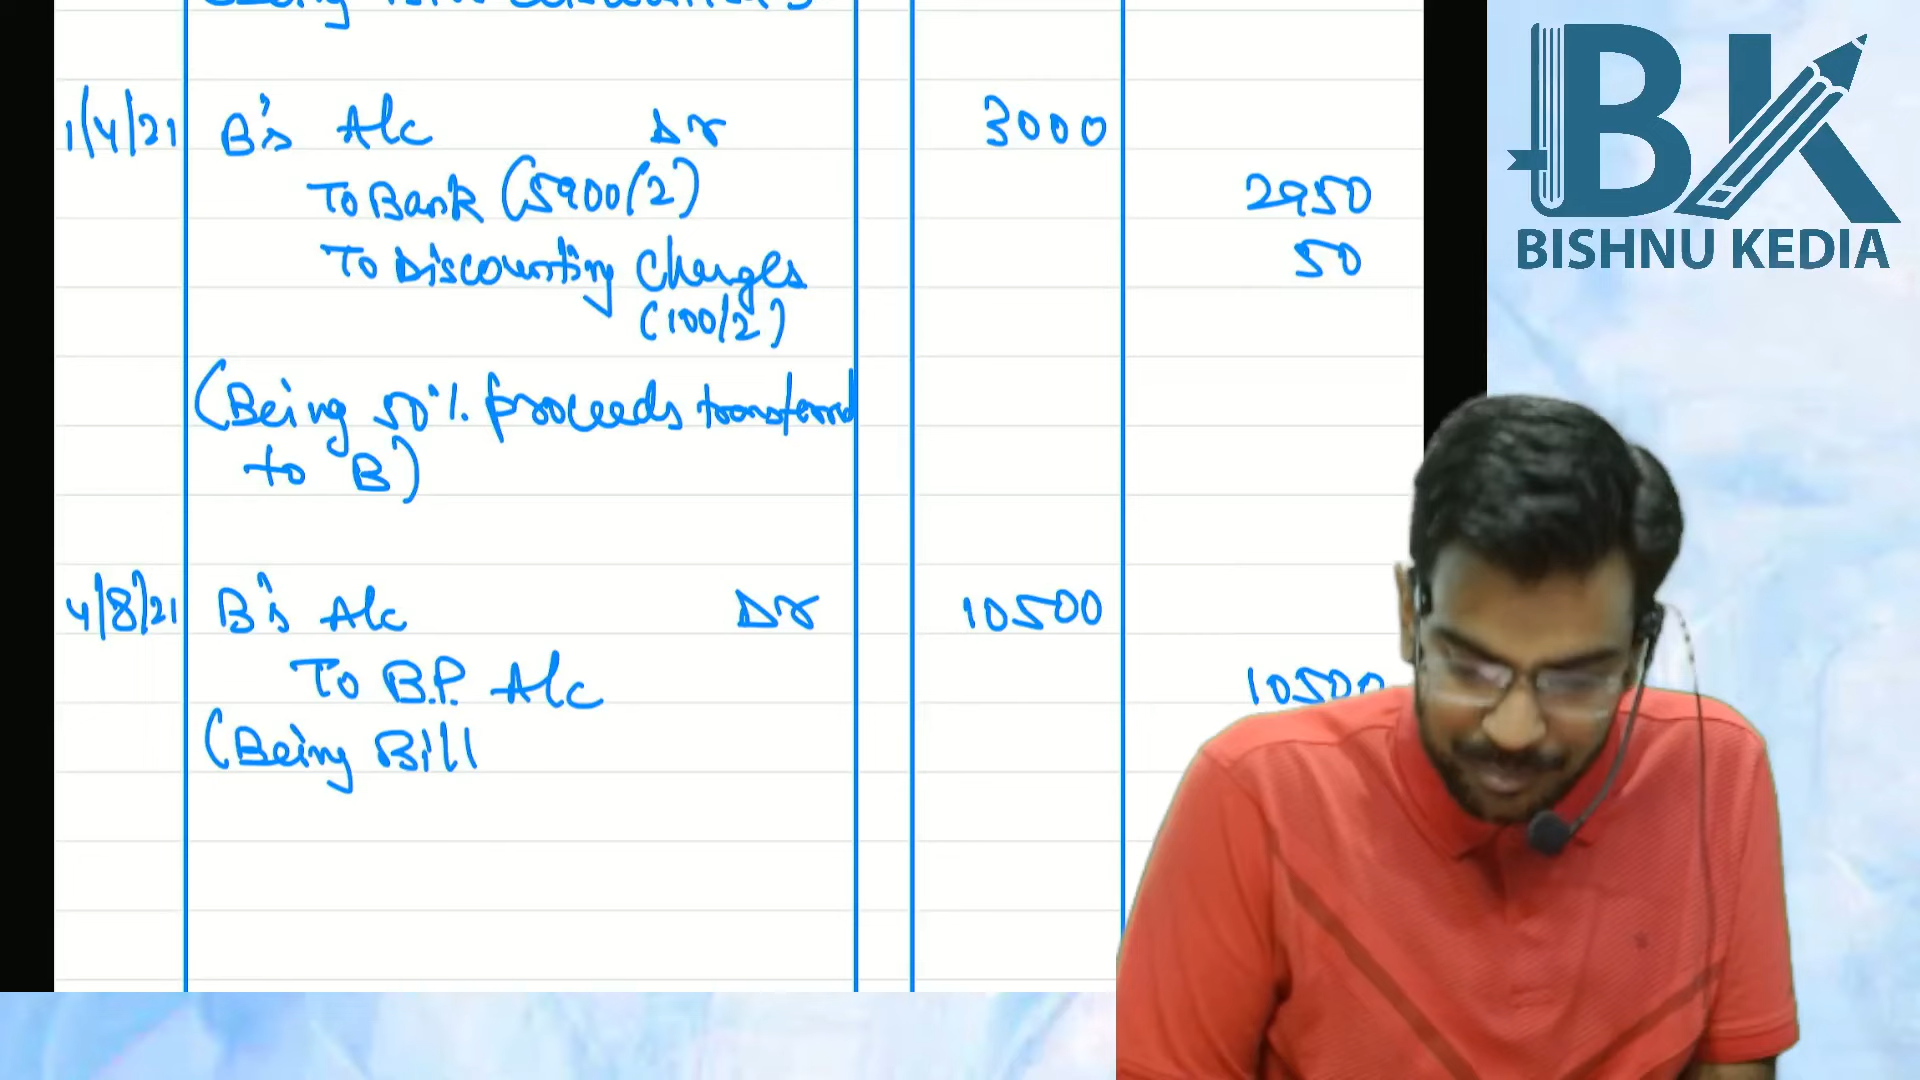 1/4/21 B's A/c Dr 3000
To Bank (5900/2) 2950
To Discounting Charges 50
(100/2)
(Being 50% proceeds transferred
to B)
4/8/21 B's A/c Dr 10500
To B.P. A/c 10500
(Being Bill
BK
BISHNU KEDIA